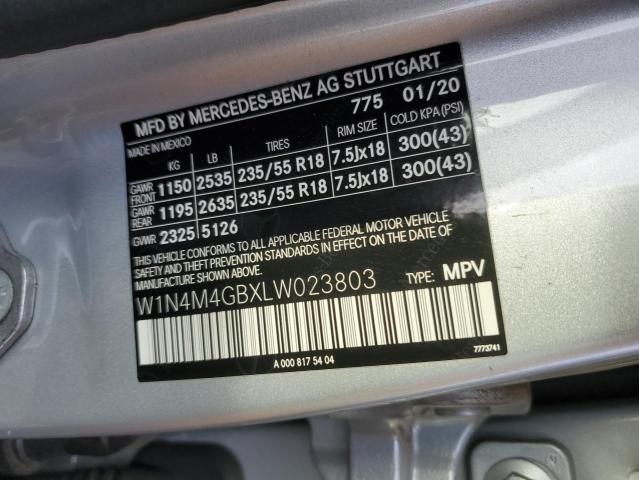 MFD BY MERCEDES-BENZ AG STUTTGART
MADE IN MEXICO 775 01/20
KG LB TIRES RIM SIZE COLD KPA(PSI)
GAWR FRONT 1150 2535 235/55 R18 7.5Jx18 300(43)
GAWR REAR 1195 2635 235/55 R18 7.5Jx18 300(43)
GVWR 2325 5126
THIS VEHICLE CONFORMS TO ALL APPLICABLE FEDERAL MOTOR VEHICLE
SAFETY AND THEFT PREVENTION STANDARDS IN EFFECT ON THE DATE OF
MANUFACTURE SHOWN ABOVE.
W1N4M4GBXLW023803 TYPE: MPV
A 000 817 54 04 7773741